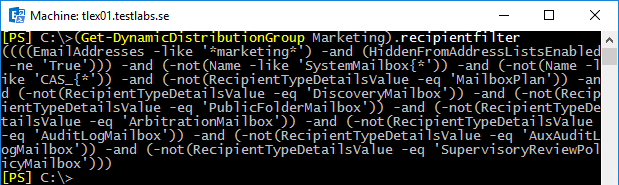 Machine: tlex01.testlabs.se
[PS] C:\>(Get-DynamicDistributionGroup Marketing).recipientfilter
((((EmailAddresses -like '*marketing*') -and (HiddenFromAddressListsEnabled
 -ne 'True'))) -and (-not(Name -like 'SystemMailbox{*')) -and (-not(Name -l
ike 'CAS_{*')) -and (-not(RecipientTypeDetailsValue -eq 'MailboxPlan')) -an
d (-not(RecipientTypeDetailsValue -eq 'DiscoveryMailbox')) -and (-not(Recip
ientTypeDetailsValue -eq 'PublicFolderMailbox')) -and (-not(RecipientTypeDe
tailsValue -eq 'ArbitrationMailbox')) -and (-not(RecipientTypeDetailsValue
-eq 'AuditLogMailbox')) -and (-not(RecipientTypeDetailsValue -eq 'AuxAuditL
ogMailbox')) -and (-not(RecipientTypeDetailsValue -eq 'SupervisoryReviewPol
icyMailbox')))
[PS] C:\>